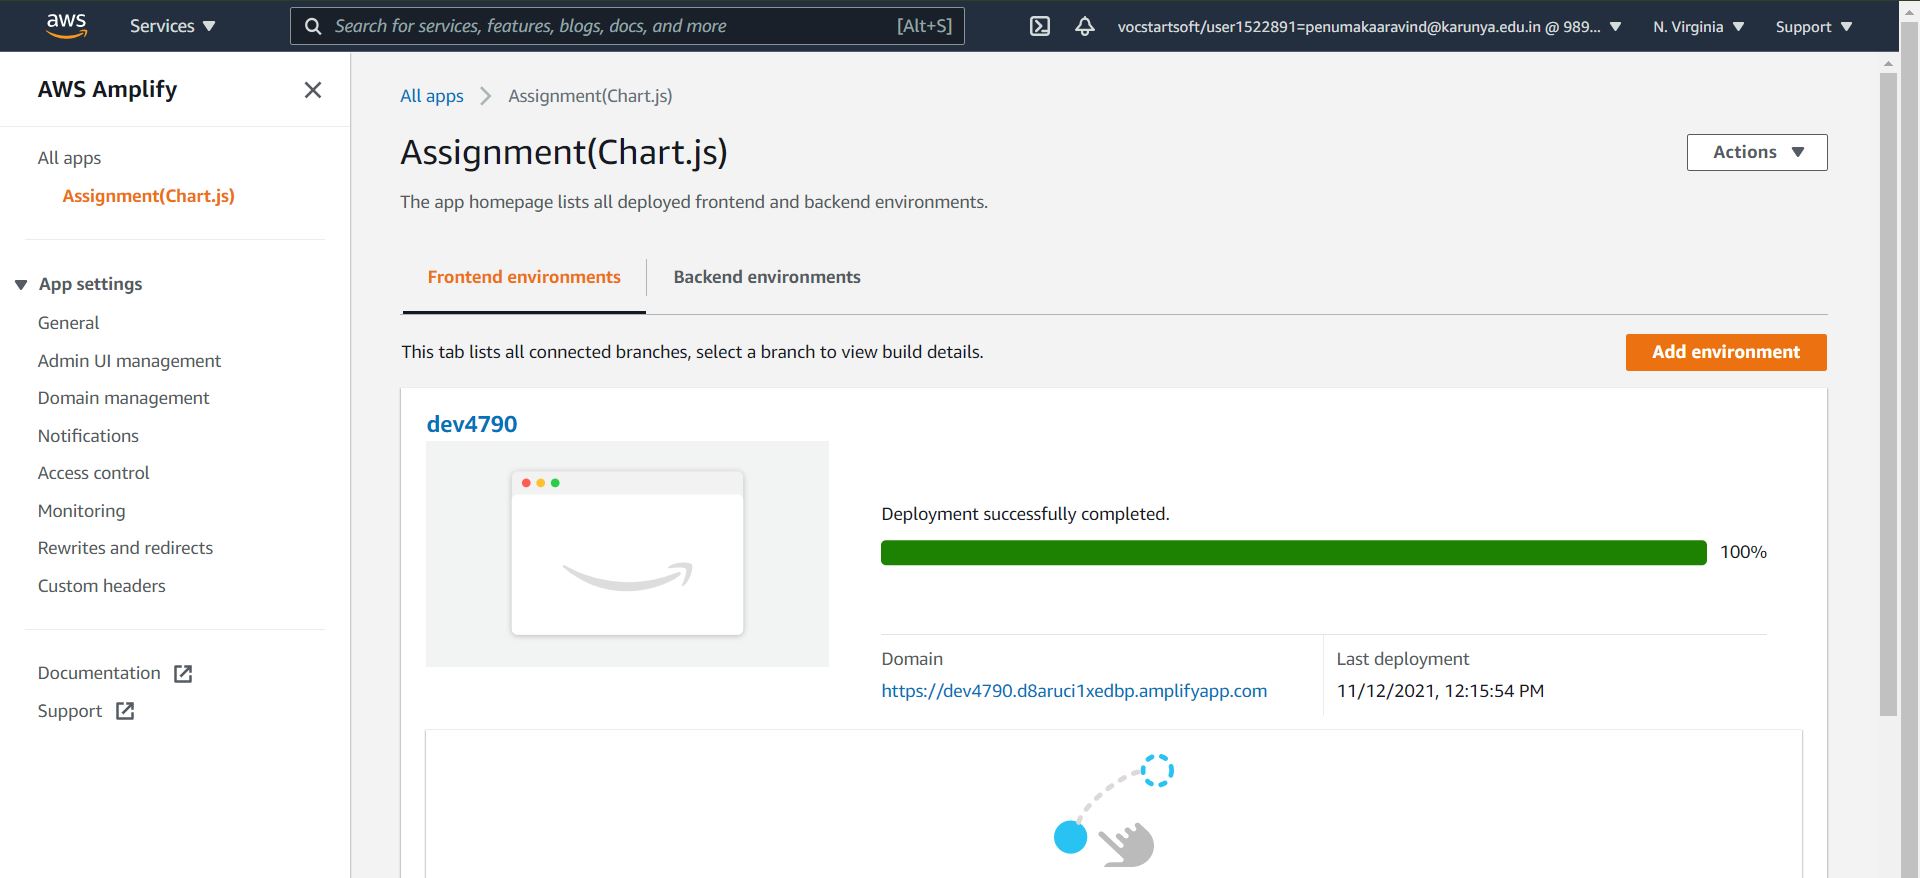 aws Services Search for services, features, blogs, docs, and more [Alt+S] vocstartsoft/user1522891=penumakaaravind@karunya.edu.in @ 989... N. Virginia Support
AWS Amplify
All apps
Assignment(Chart.js)
App settings
General
Admin UI management
Domain management
Notifications
Access control
Monitoring
Rewrites and redirects
Custom headers
Documentation
Support
All apps Assignment(Chart.js)
Assignment(Chart.js)
Actions
The app homepage lists all deployed frontend and backend environments.
Frontend environments Backend environments
This tab lists all connected branches, select a branch to view build details.
Add environment
dev4790
Deployment successfully completed.
100%
Domain
https://dev4790.d8aruci1xedbp.amplifyapp.com
Last deployment
11/12/2021, 12:15:54 PM